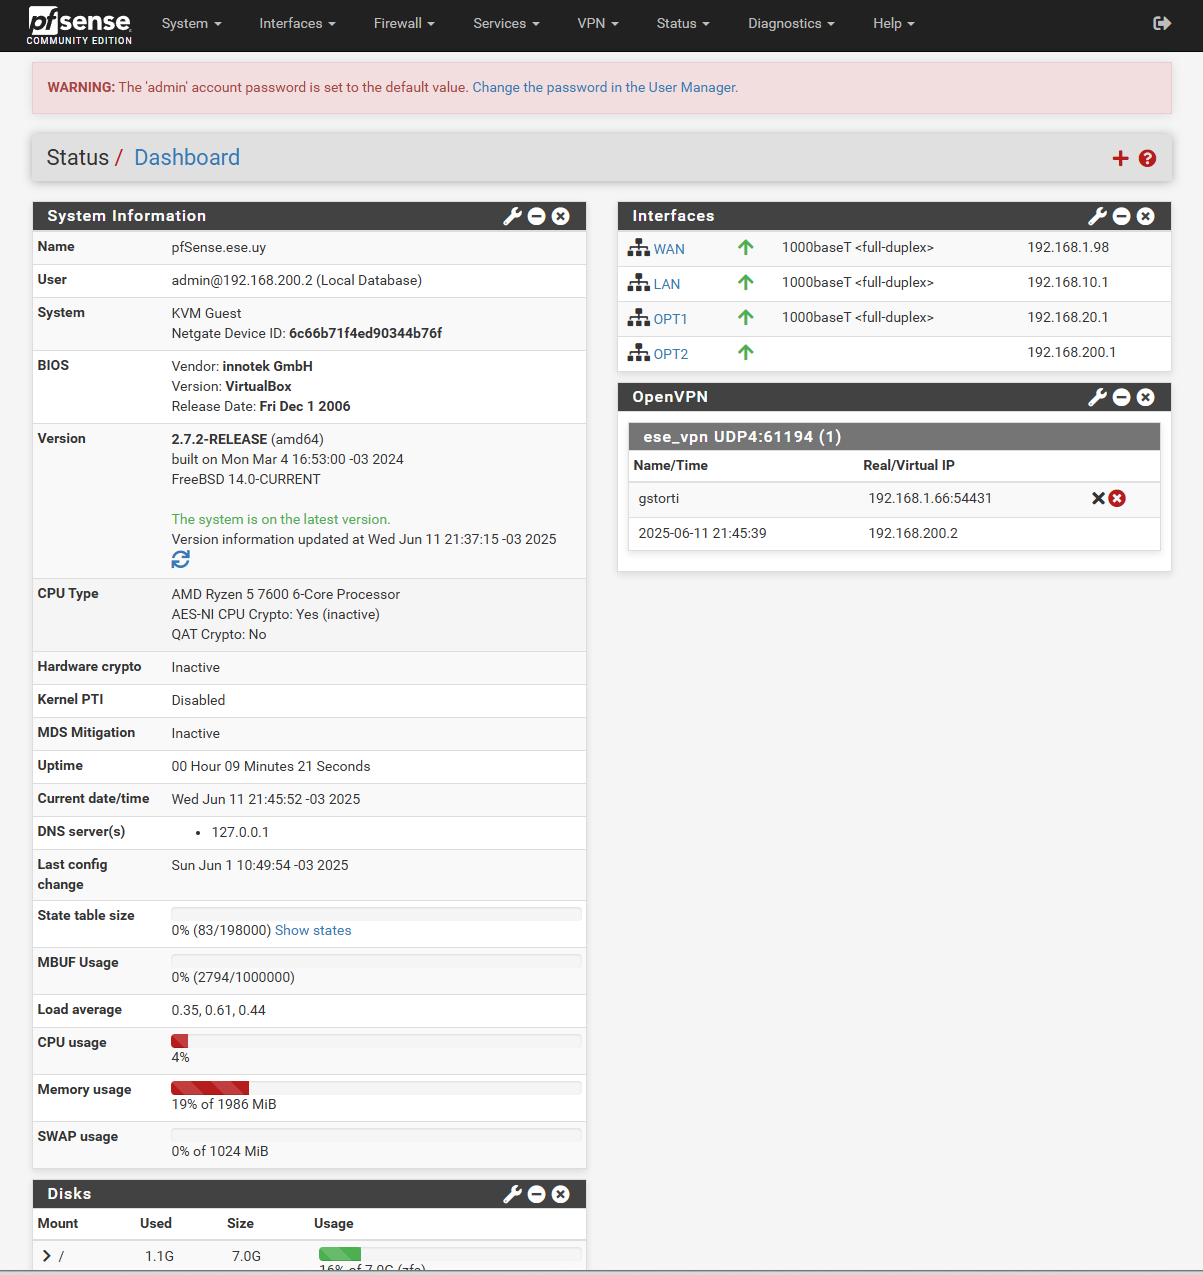 pfsense
COMMUNITY EDITION
System Interfaces Firewall Services VPN Status Diagnostics Help
WARNING: The 'admin' account password is set to the default value. Change the password in the User Manager.
Status / Dashboard
System Information
Name pfSense.ese.uy
User admin@192.168.200.2 (Local Database)
System KVM Guest
Netgate Device ID: 6c66b71f4ed90344b76f
BIOS Vendor: innotek GmbH
Version: VirtualBox
Release Date: Fri Dec 1 2006
Version 2.7.2-RELEASE (amd64)
built on Mon Mar 4 16:53:00 -03 2024
FreeBSD 14.0-CURRENT
The system is on the latest version.
Version information updated at Wed Jun 11 21:37:15 -03 2025
CPU Type AMD Ryzen 5 7600 6-Core Processor
AES-NI CPU Crypto: Yes (inactive)
QAT Crypto: No
Hardware crypto Inactive
Kernel PTI Disabled
MDS Mitigation Inactive
Uptime 00 Hour 09 Minutes 21 Seconds
Current date/time Wed Jun 11 21:45:52 -03 2025
DNS server(s) • 127.0.0.1
Last config Sun Jun 1 10:49:54 -03 2025
change
State table size
0% (83/198000) Show states
MBUF Usage
0% (2794/1000000)
Load average 0.35, 0.61, 0.44
CPU usage
4%
Memory usage
19% of 1986 MiB
SWAP usage
0% of 1024 MiB
Disks
Mount Used Size Usage
/ 1.1G 7.0G
16% of 7.0G (zfs)
Interfaces
WAN 1000baseT <full-duplex> 192.168.1.98
LAN 1000baseT <full-duplex> 192.168.10.1
OPT1 1000baseT <full-duplex> 192.168.20.1
OPT2 192.168.200.1
OpenVPN
ese_vpn UDP4:61194 (1)
Name/Time Real/Virtual IP
gstorti 192.168.1.66:54431
2025-06-11 21:45:39 192.168.200.2